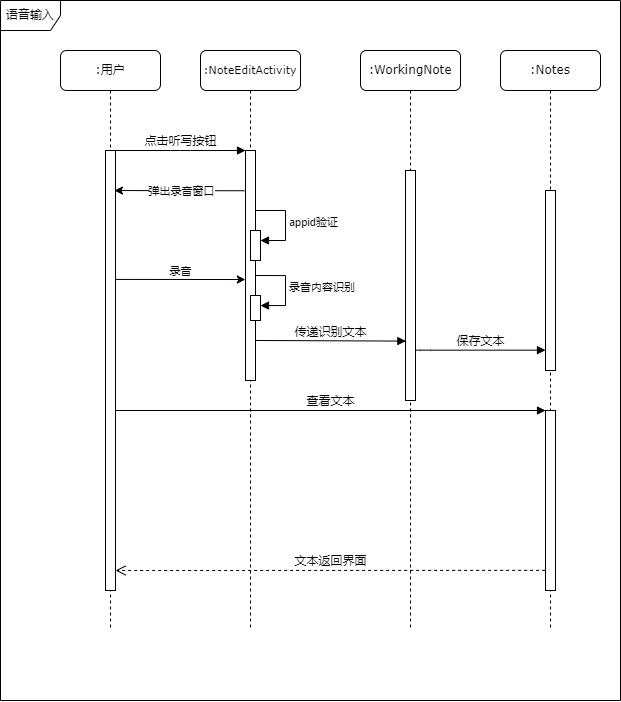 语音输入
:用户
:NoteEditActivity
:WorkingNote
:Notes
点击听写按钮
弹出录音窗口
appid验证
录音
录音内容识别
传递识别文本
保存文本
查看文本
文本返回界面